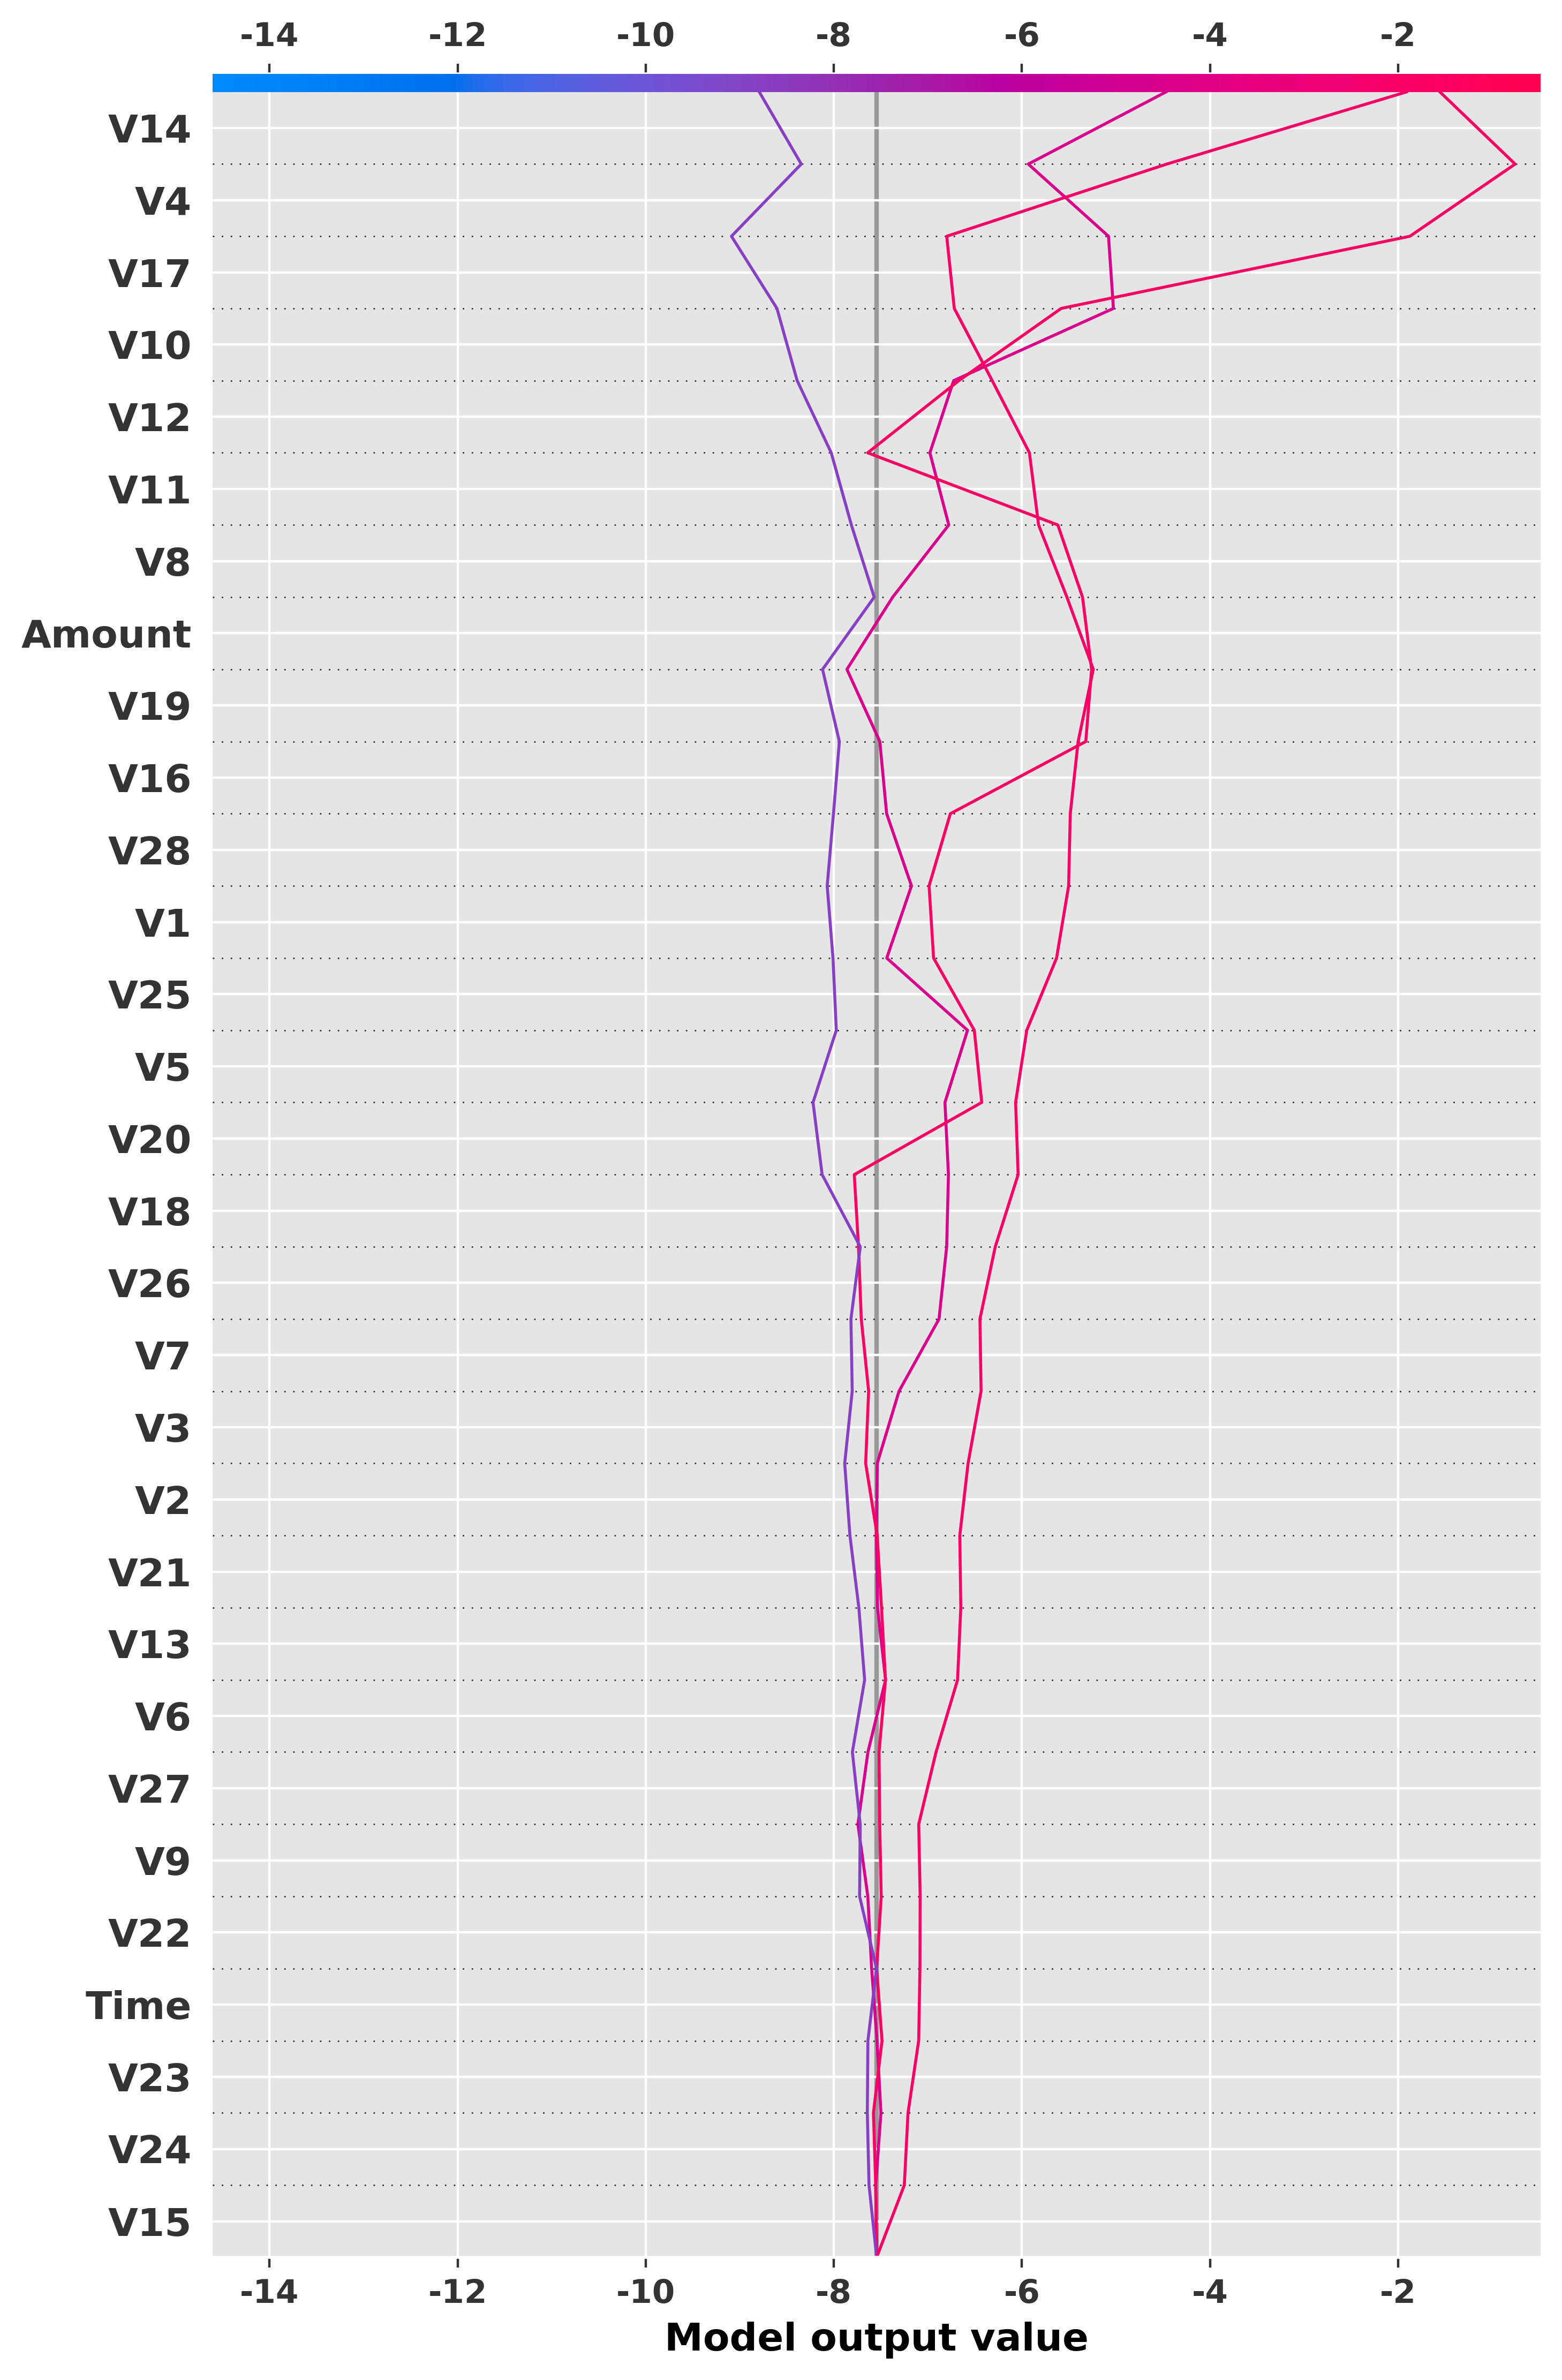 -14 -12 -10 -8 -6 -4 -2
V14
V4
V17
V10
V12
V11
V8
Amount
V19
V16
V28
V1
V25
V5
V20
V18
V26
V7
V3
V2
V21
V13
V6
V27
V9
V22
Time
V23
V24
V15
-14 -12 -10 -8 -6 -4 -2
Model output value